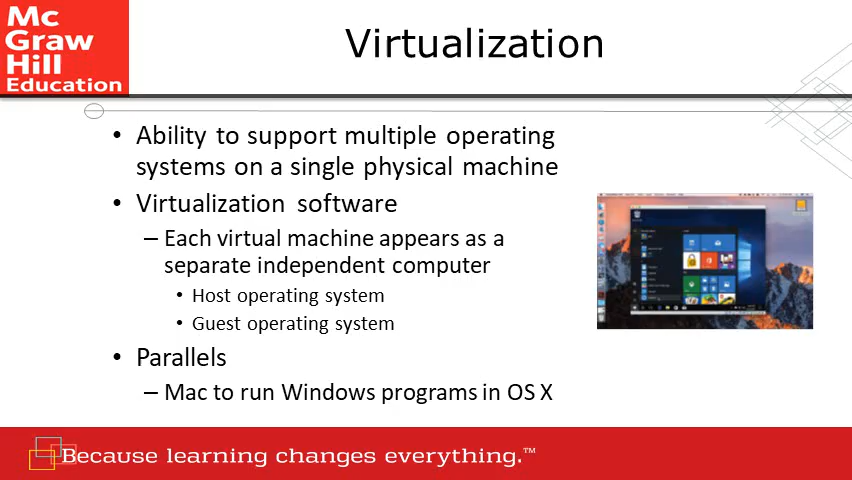 Mc
Graw
Hill
Education
Virtualization
• Ability to support multiple operating
systems on a single physical machine
• Virtualization software
– Each virtual machine appears as a
separate independent computer
• Host operating system
• Guest operating system
• Parallels
– Mac to run Windows programs in OS X
Because learning changes everything.™